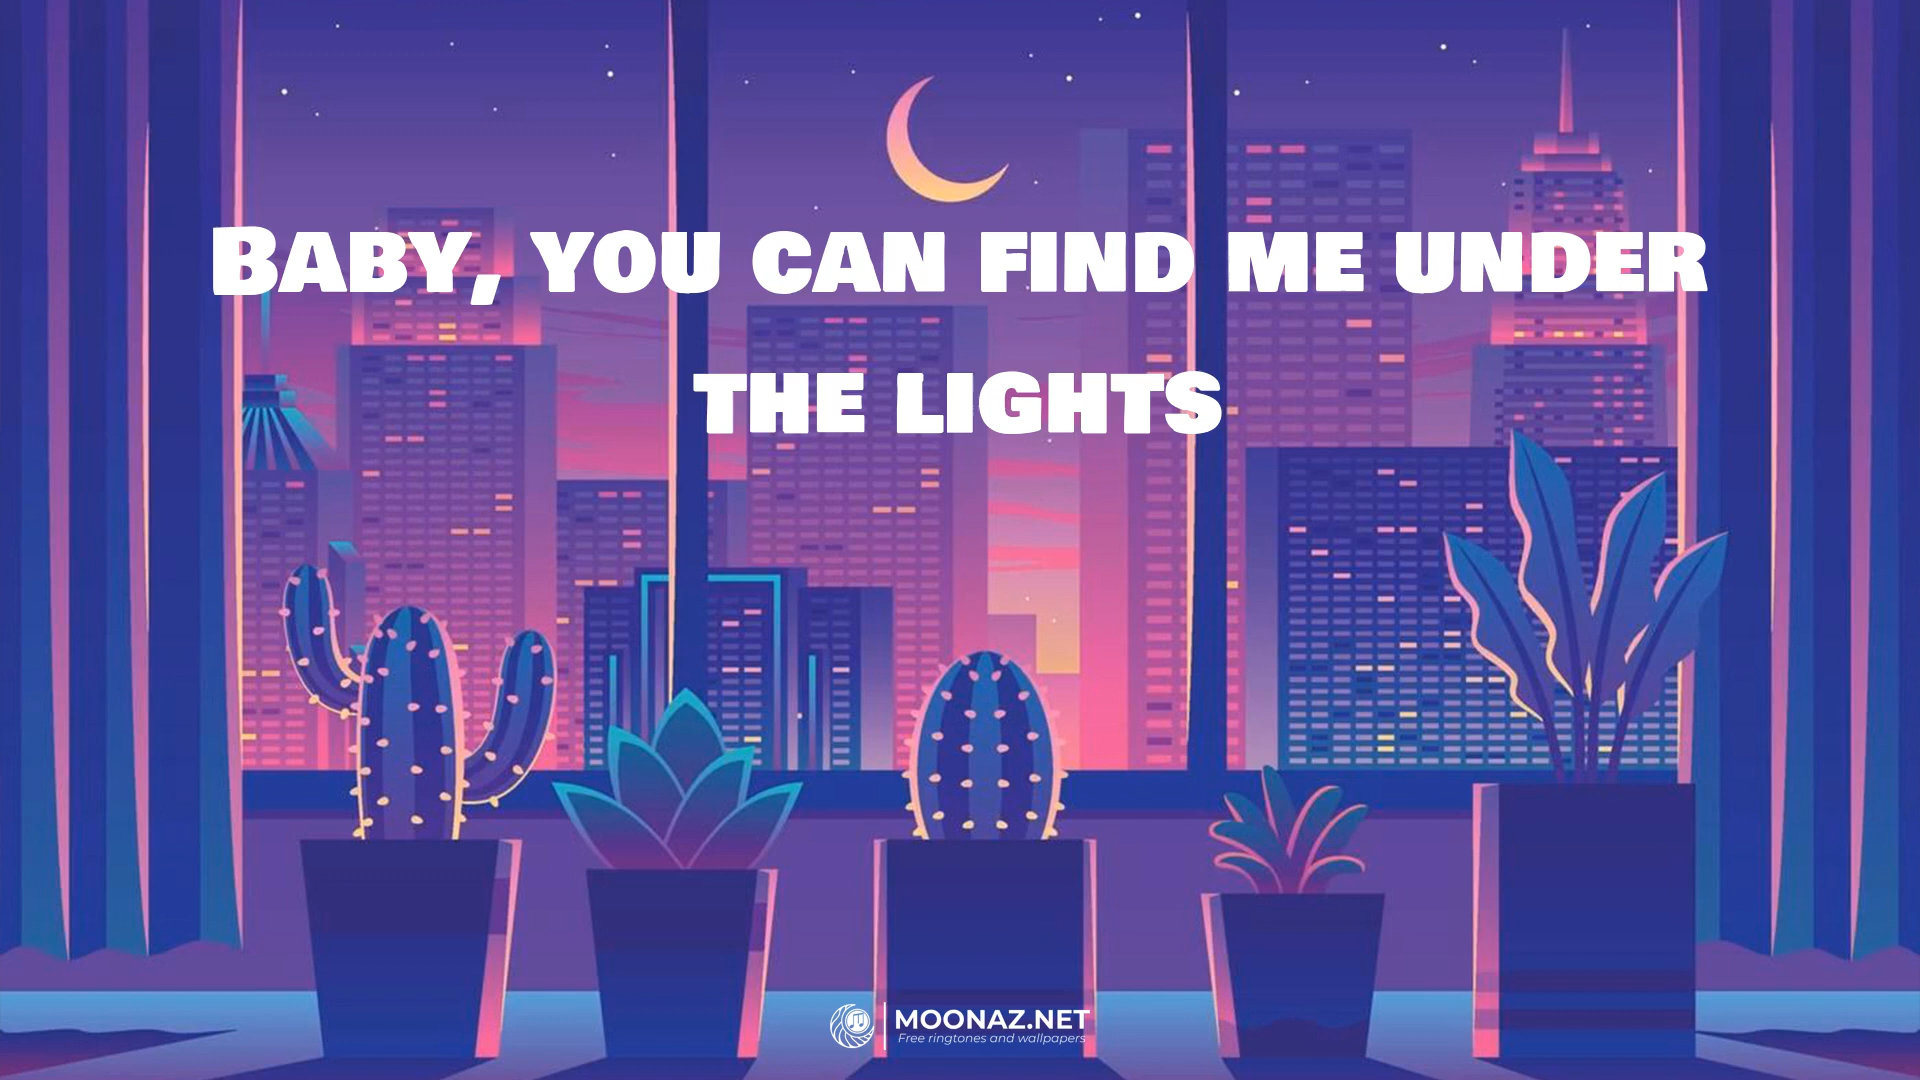 Baby, you can find me under
the lights
MOONAZ.NET
Free ringtones and wallpapers